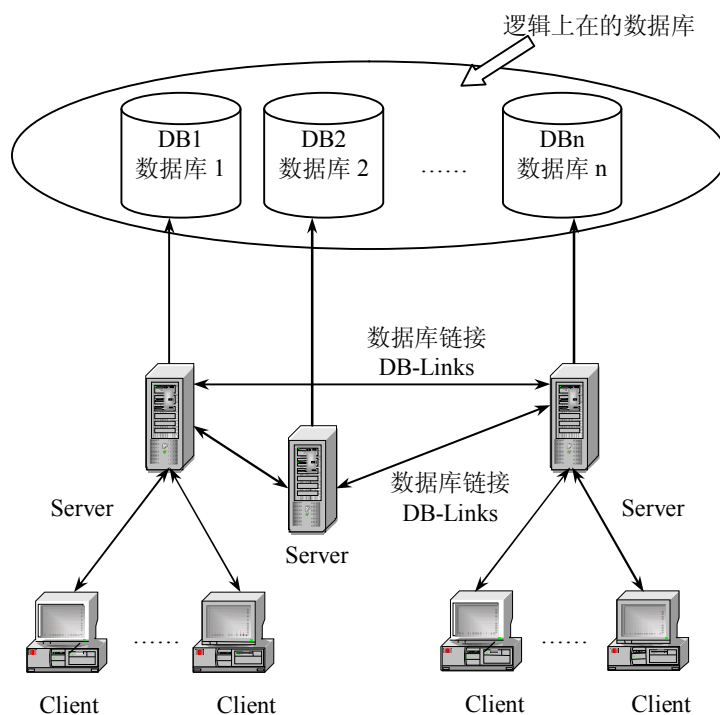 逻辑上在的数据库
DB1
数据库 1
DB2
数据库 2
……
DBn
数据库 n
数据库链接
DB-Links
数据库链接
DB-Links
Server
Server
Server
……
……
Client
Client
Client
Client